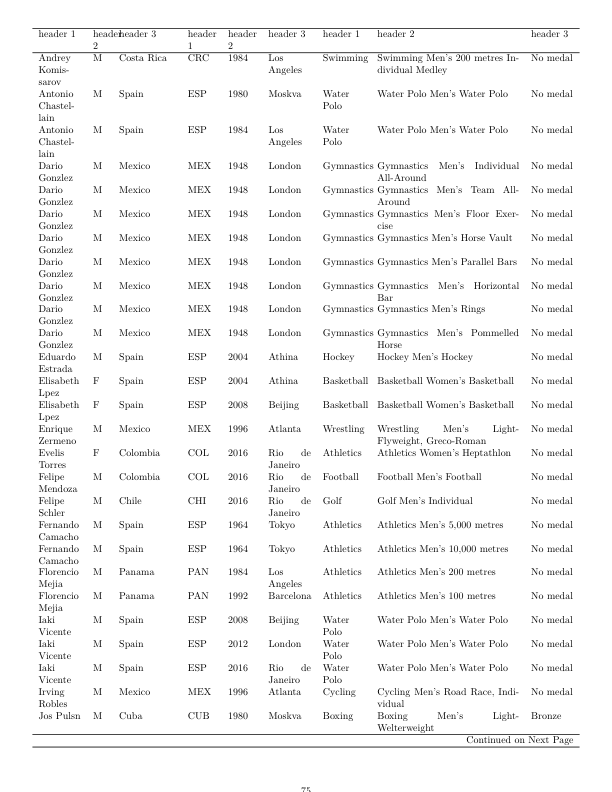 header 1 header 2 header 3 header 1 header 2 header 3 header 1 header 2 header 3
Andrey Komis-sarov M Costa Rica CRC 1984 Los Angeles Swimming Swimming Men's 200 metres In-dividual Medley No medal
Antonio Chastel-lain M Spain ESP 1980 Moskva Water Polo Water Polo Men's Water Polo No medal
Antonio Chastel-lain M Spain ESP 1984 Los Angeles Water Polo Water Polo Men's Water Polo No medal
Dario Gonzlez M Mexico MEX 1948 London Gymnastics Gymnastics Men's Individual All-Around No medal
Dario Gonzlez M Mexico MEX 1948 London Gymnastics Gymnastics Men's Team All-Around No medal
Dario Gonzlez M Mexico MEX 1948 London Gymnastics Gymnastics Men's Floor Exer-cise No medal
Dario Gonzlez M Mexico MEX 1948 London Gymnastics Gymnastics Men's Horse Vault No medal
Dario Gonzlez M Mexico MEX 1948 London Gymnastics Gymnastics Men's Parallel Bars No medal
Dario Gonzlez M Mexico MEX 1948 London Gymnastics Gymnastics Men's Horizontal Bar No medal
Dario Gonzlez M Mexico MEX 1948 London Gymnastics Gymnastics Men's Rings No medal
Dario Gonzlez M Mexico MEX 1948 London Gymnastics Gymnastics Men's Pommelled Horse No medal
Eduardo Estrada M Spain ESP 2004 Athina Hockey Hockey Men's Hockey No medal
Elisabeth Lpez F Spain ESP 2004 Athina Basketball Basketball Women's Basketball No medal
Elisabeth Lpez F Spain ESP 2008 Beijing Basketball Basketball Women's Basketball No medal
Enrique Zermeno M Mexico MEX 1996 Atlanta Wrestling Wrestling Men's Light-Flyweight, Greco-Roman No medal
Evelis Torres F Colombia COL 2016 Rio de Janeiro Athletics Athletics Women's Heptathlon No medal
Felipe Mendoza M Colombia COL 2016 Rio de Janeiro Football Football Men's Football No medal
Felipe Schler M Chile CHI 2016 Rio de Janeiro Golf Golf Men's Individual No medal
Fernando Camacho M Spain ESP 1964 Tokyo Athletics Athletics Men's 5,000 metres No medal
Fernando Camacho M Spain ESP 1964 Tokyo Athletics Athletics Men's 10,000 metres No medal
Florencio Mejia M Panama PAN 1984 Los Angeles Athletics Athletics Men's 200 metres No medal
Florencio Mejia M Panama PAN 1992 Barcelona Athletics Athletics Men's 100 metres No medal
Iaki Vicente M Spain ESP 2008 Beijing Water Polo Water Polo Men's Water Polo No medal
Iaki Vicente M Spain ESP 2012 London Water Polo Water Polo Men's Water Polo No medal
Iaki Vicente M Spain ESP 2016 Rio de Janeiro Water Polo Water Polo Men's Water Polo No medal
Irving Robles M Mexico MEX 1996 Atlanta Cycling Cycling Men's Road Race, Indi-vidual No medal
Jos Pulsn M Cuba CUB 1980 Moskva Boxing Boxing Men's Light-Welterweight Bronze
Continued on Next Page
75